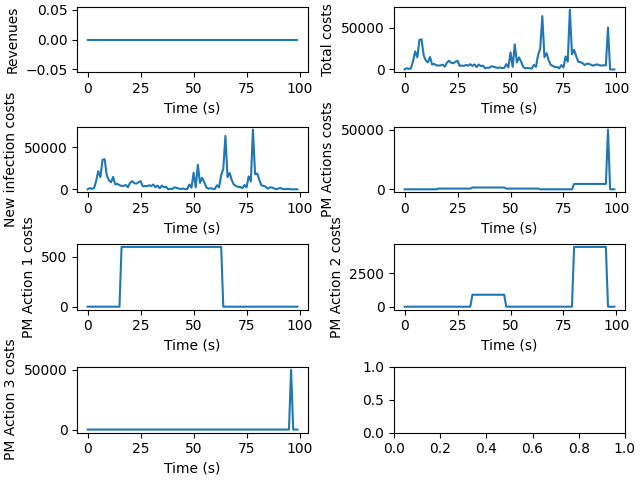 Revenues
0.05
0.00
−0.05
0 25 50 75 100
Time (s)
Total costs
50000
0
0 25 50 75 100
Time (s)
New infection costs
50000
0
0 25 50 75 100
Time (s)
PM Actions costs
50000
0
0 25 50 75 100
Time (s)
PM Action 1 costs
500
0
0 25 50 75 100
Time (s)
PM Action 2 costs
2500
0
0 25 50 75 100
Time (s)
PM Action 3 costs
50000
0
0 25 50 75 100
Time (s)
1.0
0.5
0.0
0.0 0.2 0.4 0.6 0.8 1.0